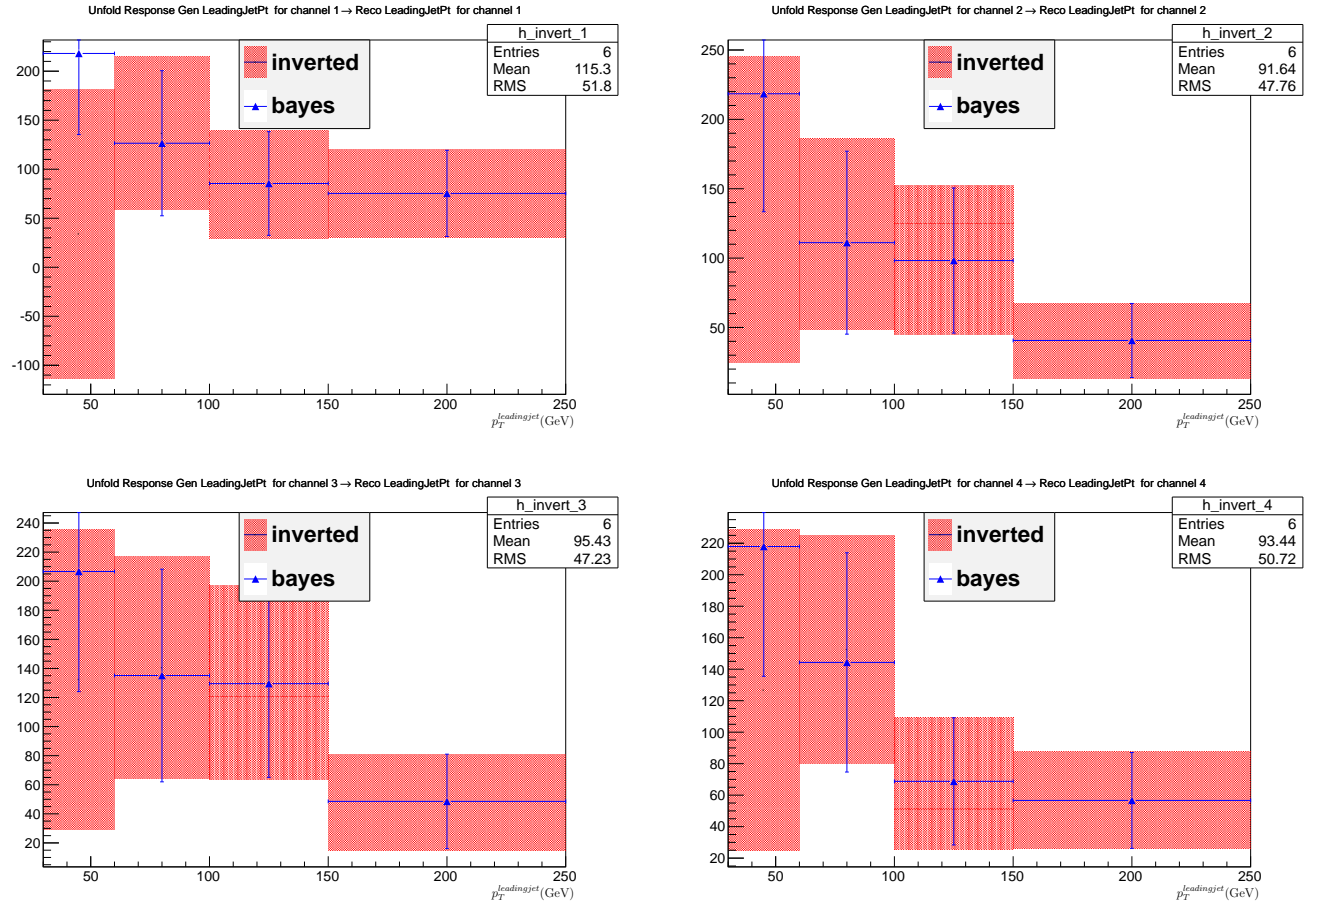 Unfold Response Gen LeadingJetPt for channel 1 → Reco LeadingJetPt for channel 1
h_invert_1
Entries 6
Mean 115.3
RMS 51.8
inverted
bayes
200
150
100
50
0
-100
50 100 150 200 250
p_T^{leadingjet}(GeV)
Unfold Response Gen LeadingJetPt for channel 2 → Reco LeadingJetPt for channel 2
h_invert_2
Entries 6
Mean 91.64
RMS 47.76
inverted
bayes
250
200
150
100
50
50 100 150 200 250
p_T^{leadingjet}(GeV)
Unfold Response Gen LeadingJetPt for channel 3 → Reco LeadingJetPt for channel 3
h_invert_3
Entries 6
Mean 95.43
RMS 47.23
inverted
bayes
240
220
200
180
160
140
120
100
80
60
40
20
50 100 150 200 250
p_T^{leadingjet}(GeV)
Unfold Response Gen LeadingJetPt for channel 4 → Reco LeadingJetPt for channel 4
h_invert_4
Entries 6
Mean 93.44
RMS 50.72
inverted
bayes
220
200
180
160
140
120
100
80
60
40
20
50 100 150 200 250
p_T^{leadingjet}(GeV)